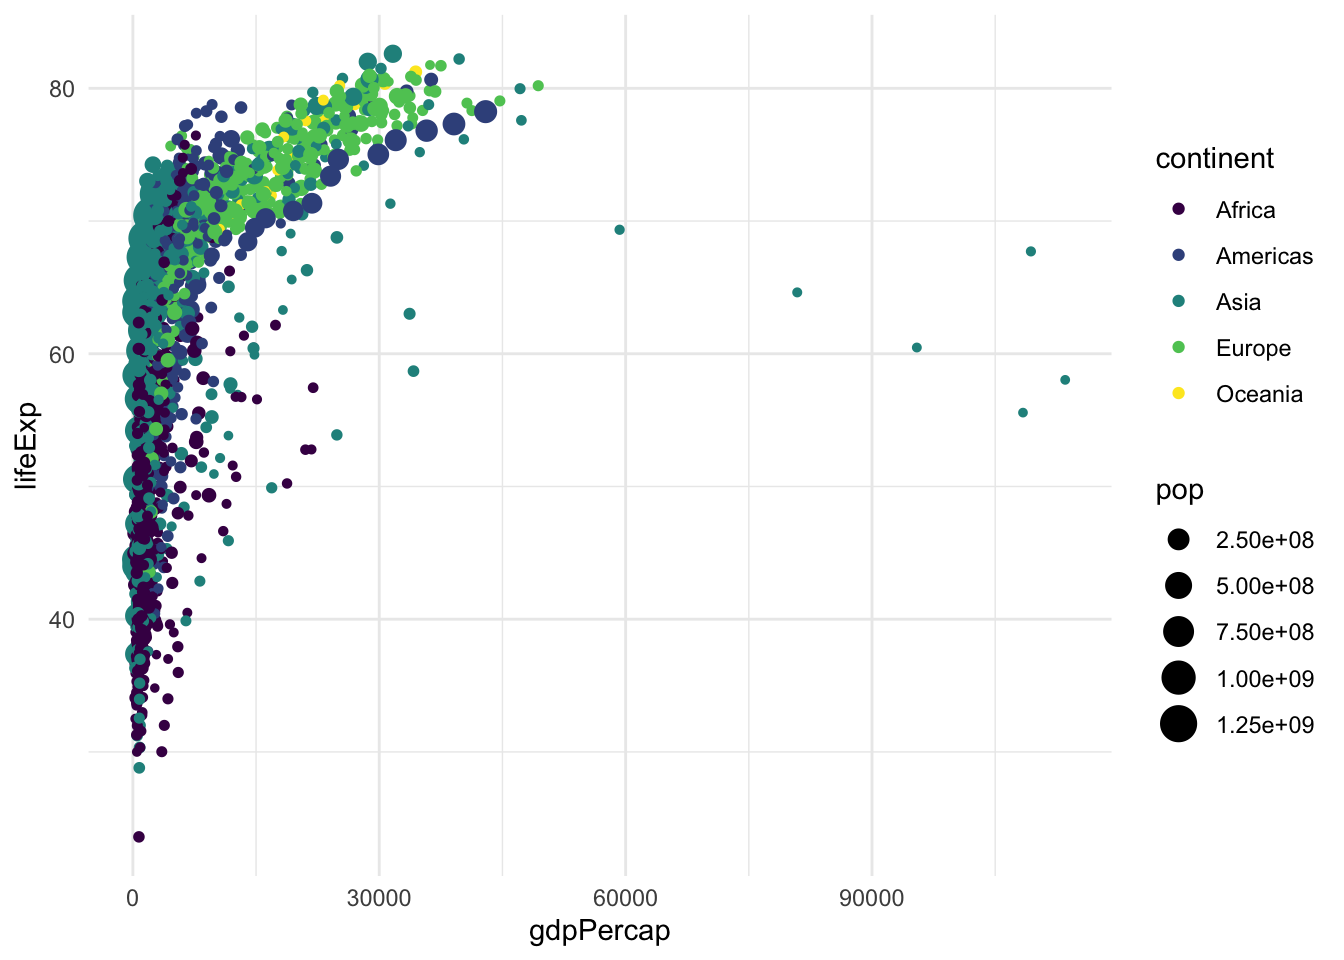 80
60
40
lifeExp
0
30000
60000
90000
gdpPercap
continent
Africa
Americas
Asia
Europe
Oceania
pop
2.50e+08
5.00e+08
7.50e+08
1.00e+09
1.25e+09